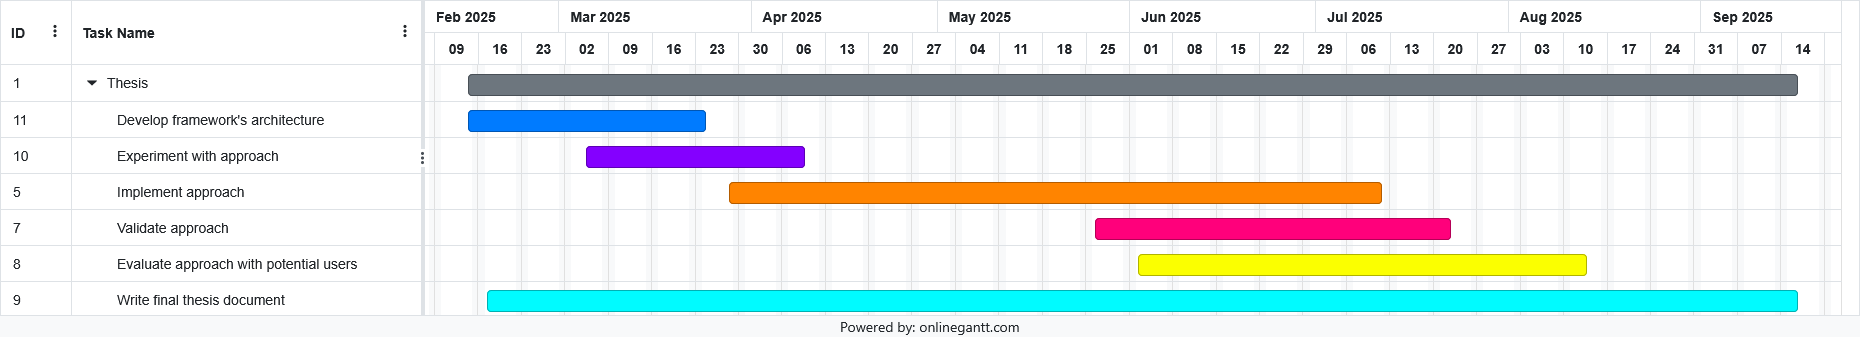 ID Task Name Feb 2025 Mar 2025 Apr 2025 May 2025 Jun 2025 Jul 2025 Aug 2025 Sep 2025
09 16 23 02 09 16 23 30 06 13 20 27 04 11 18 25 01 08 15 22 29 06 13 20 27 03 10 17 24 31 07 14
1 Thesis
11 Develop framework's architecture
10 Experiment with approach
5 Implement approach
7 Validate approach
8 Evaluate approach with potential users
9 Write final thesis document
Powered by: onlinegantt.com